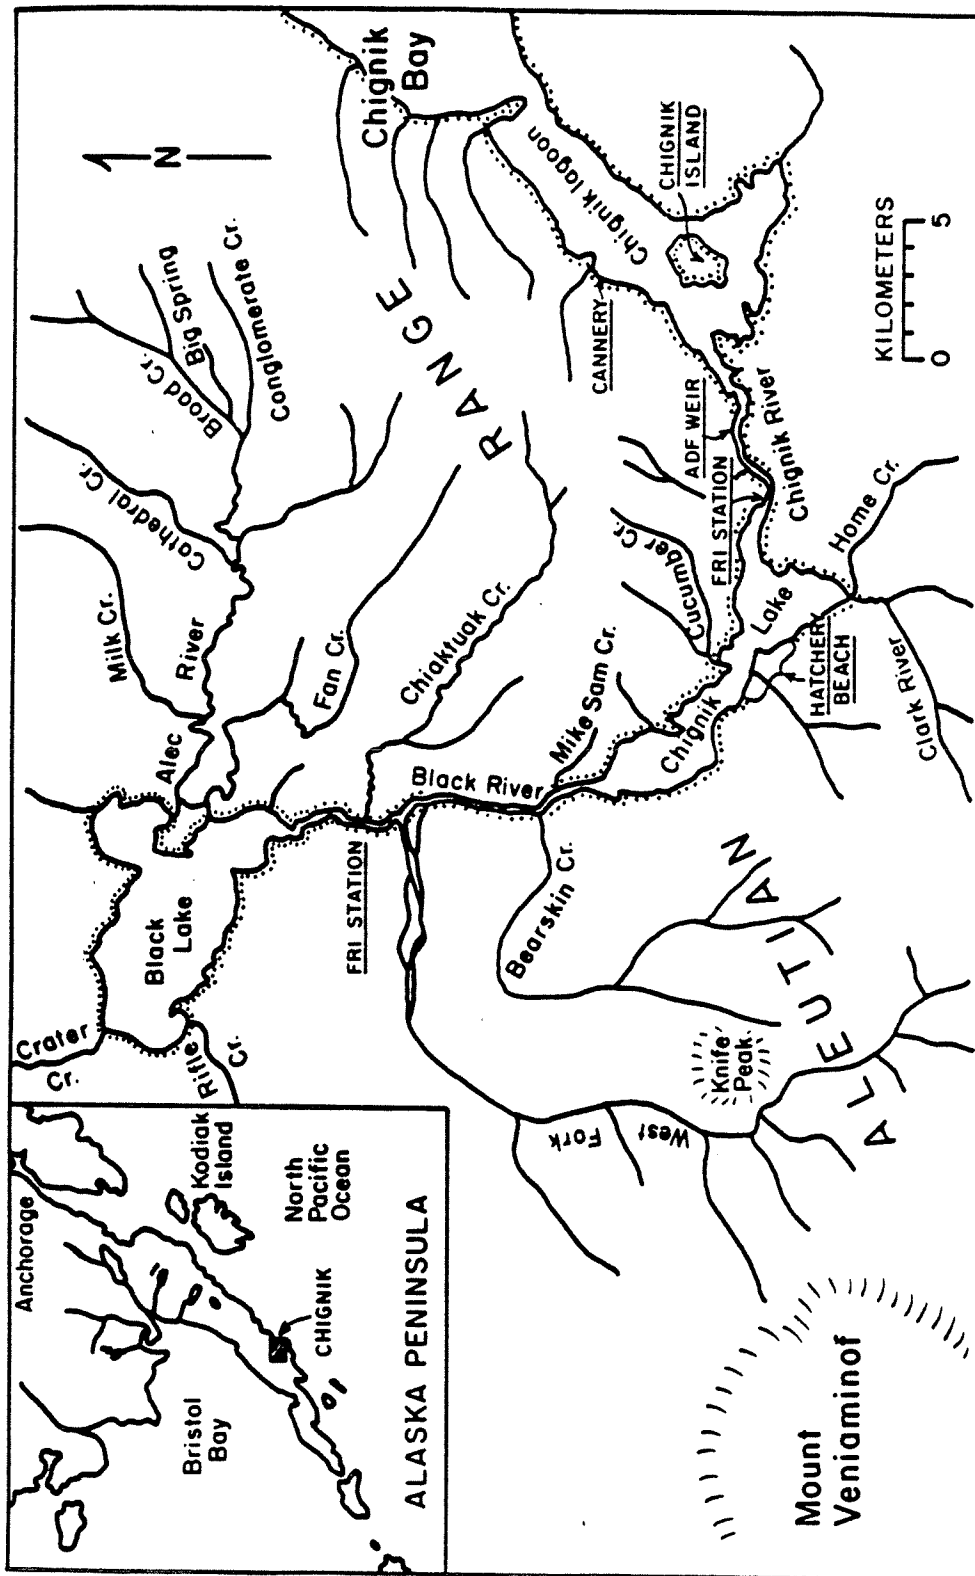 Anchorage
Kodiak
Island
North
Pacific
Ocean
Bristol
Bay
CHIGNIK
ALASKA PENINSULA
Crater
Cr.
Rifle
Cr.
Black
Lake
Alec
River
Milk Cr.
Cathedral Cr.
Broad Cr.
Big Spring
Conglomerate Cr.
N
Chignik
Bay
Fan Cr.
Chiaktuak Cr.
RANGE
FRI STATION
Black River
Mike Sam Cr.
Cucumber Cr.
CANNERY
Chignik lagoon
CHIGNIK
ISLAND
ADF WEIR
FRI STATION
Chignik River
Chignik
Lake
HATCHERY
BEACH
Home Cr.
Clark River
Bearskin Cr.
West
Fork
Knife
Peak
ALEUTIAN
Mount
Veniaminof
KILOMETERS
0
5